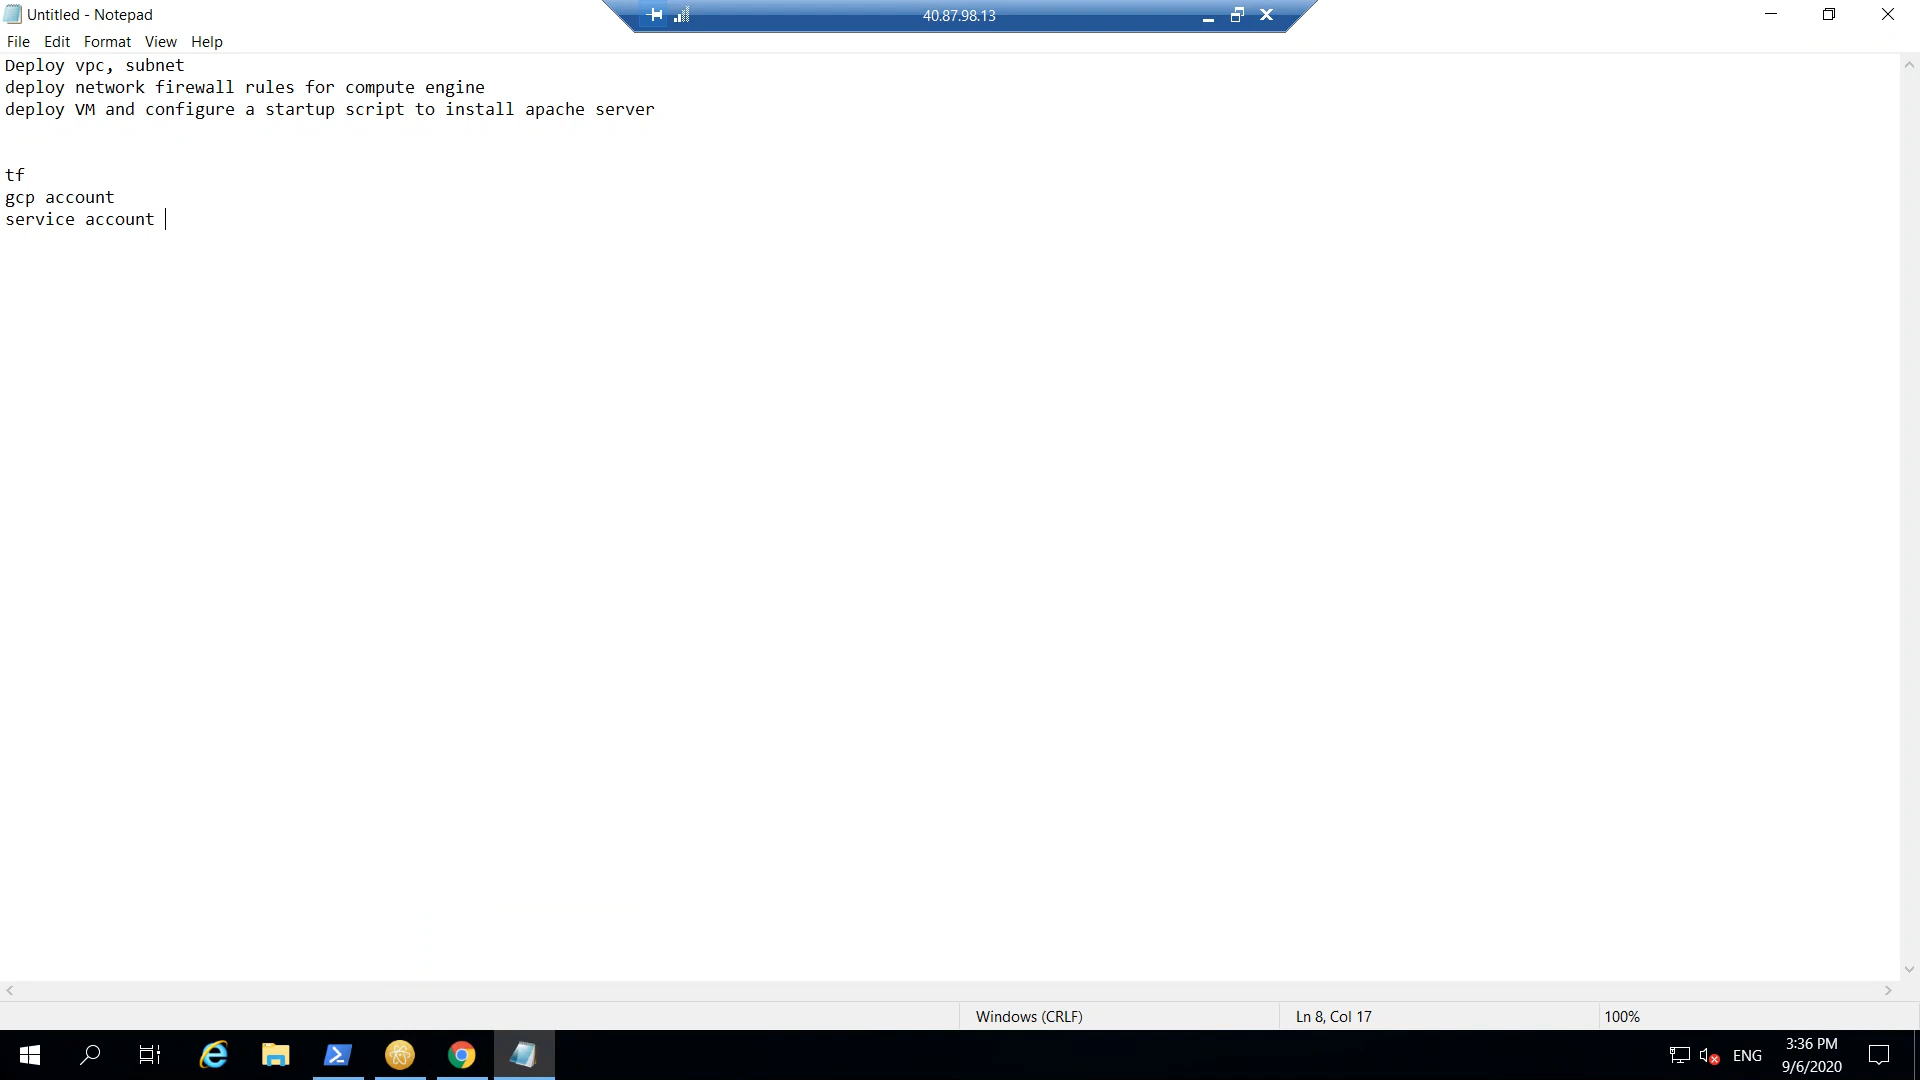 Untitled - Notepad
40.87.98.13
File Edit Format View Help
Deploy vpc, subnet
deploy network firewall rules for compute engine
deploy VM and configure a startup script to install apache server
tf
gcp account
service account
Windows (CRLF)
Ln 8, Col 17
100%
ENG
3:36 PM
9/6/2020